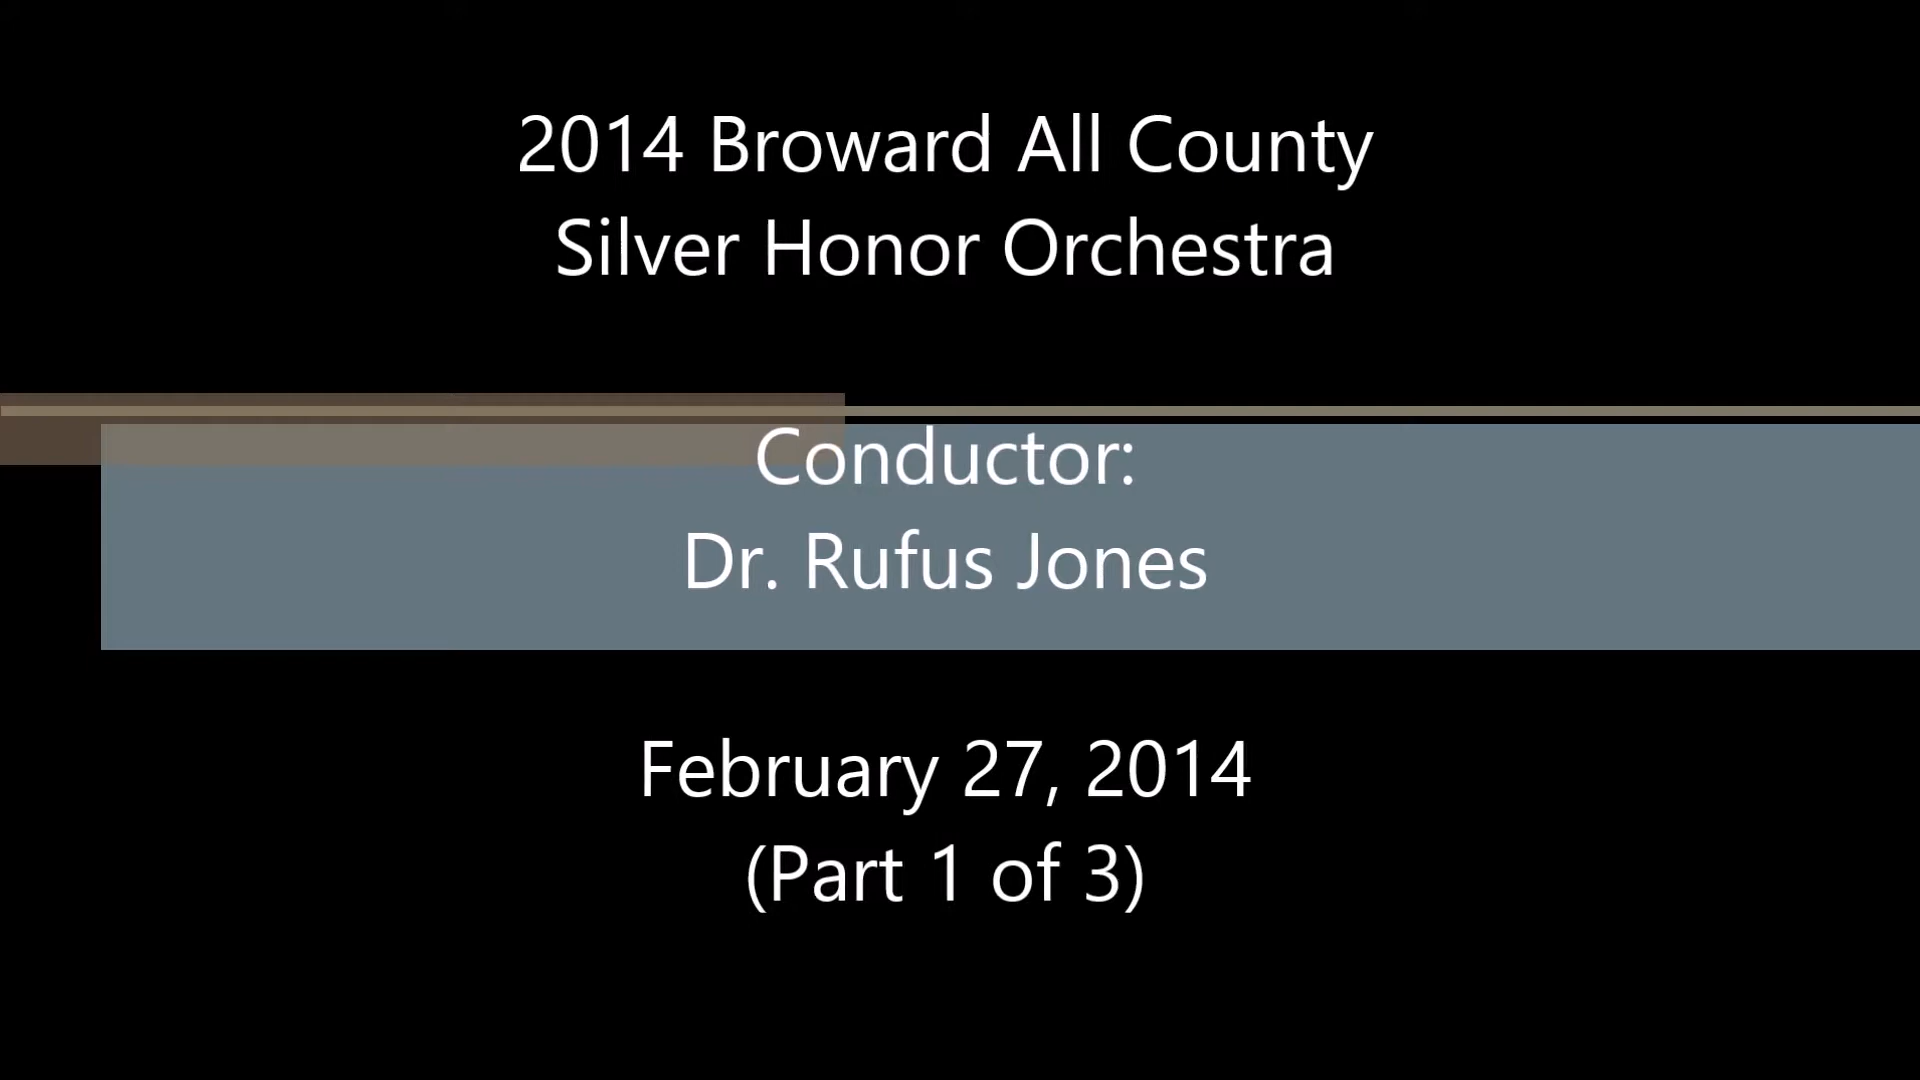 2014 Broward All County
Silver Honor Orchestra
Conductor:
Dr. Rufus Jones
February 27, 2014
(Part 1 of 3)